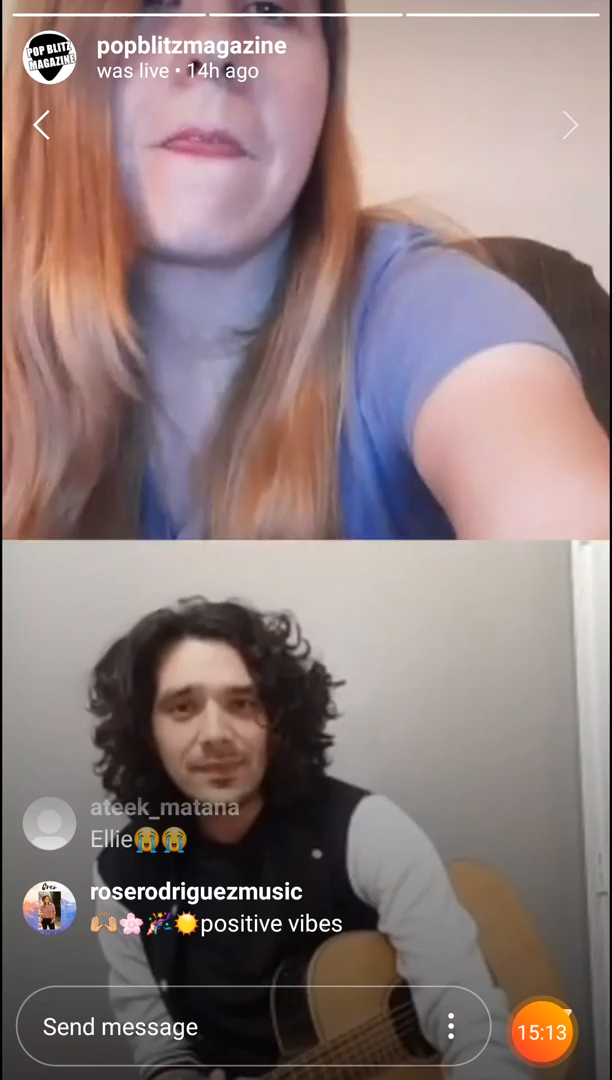 POP BLITZ
MAGAZINE
popblitzmagazine
was live • 14h ago
ateek_matana
Ellie😭😭
roserodriguezmusic
🙌🏼🌸🎉☀️positive vibes
Send message
15:13